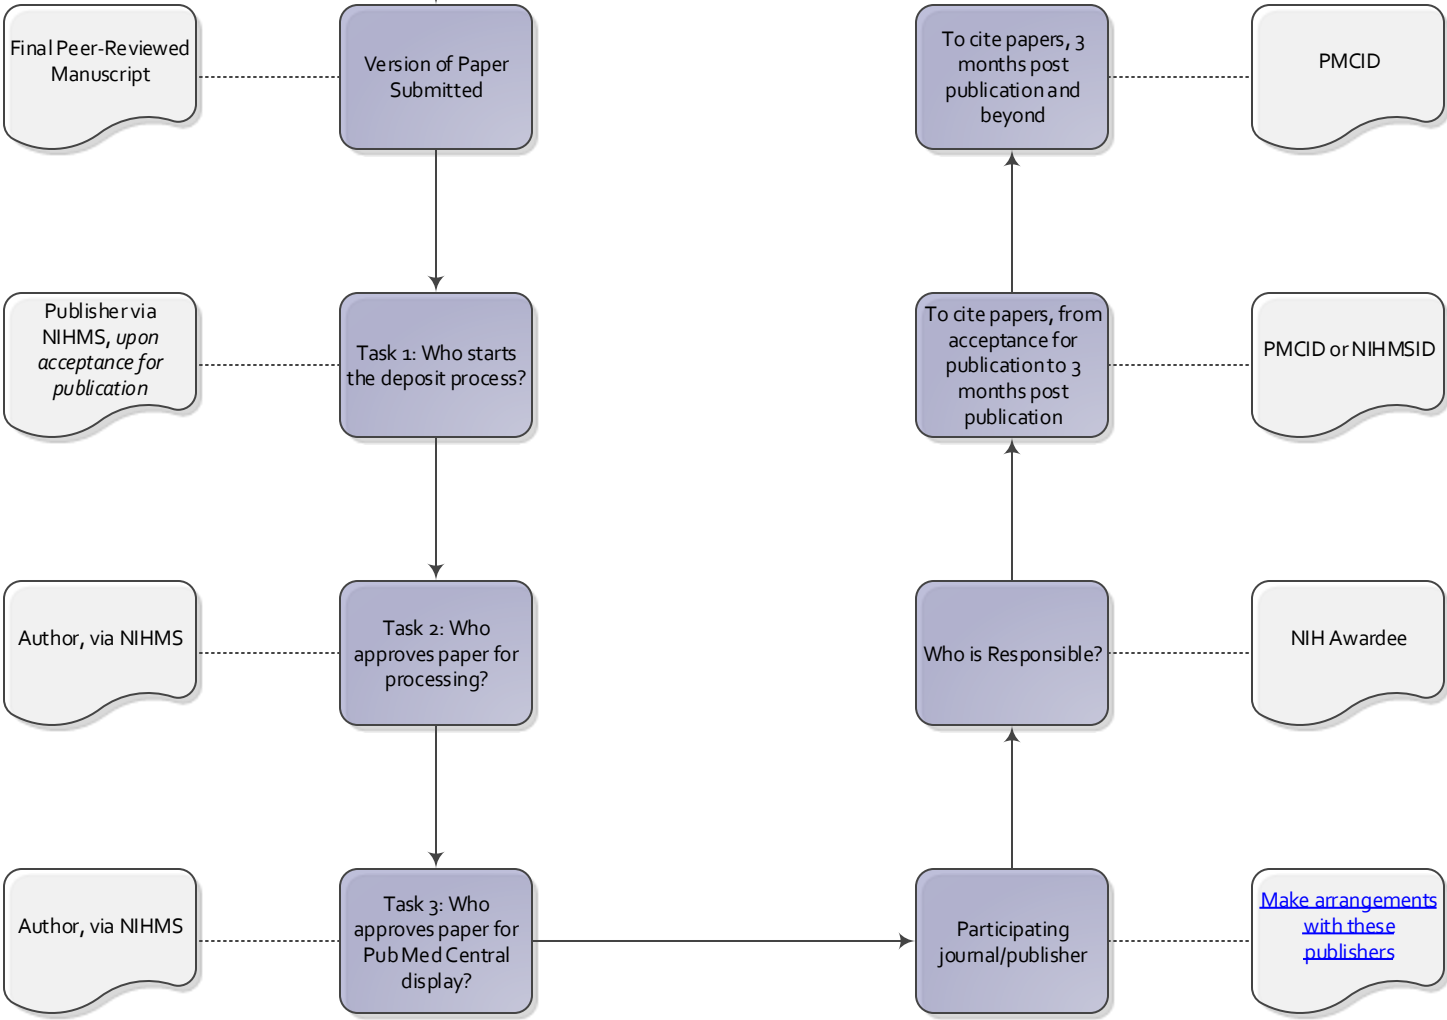 Final Peer-Reviewed
Manuscript
Version of Paper
Submitted
To cite papers, 3
months post
publication and
beyond
PMCID
Publisher via
NIHMS, upon
acceptance for
publication
Task 1: Who starts
the deposit process?
To cite papers, from
acceptance for
publication to 3
months post
publication
PMCID or NIHMSID
Author, via NIHMS
Task 2: Who
approves paper for
processing?
Who is Responsible?
NIH Awardee
Author, via NIHMS
Task 3: Who
approves paper for
Pub Med Central
display?
Participating
journal/publisher
Make arrangements
with these
publishers